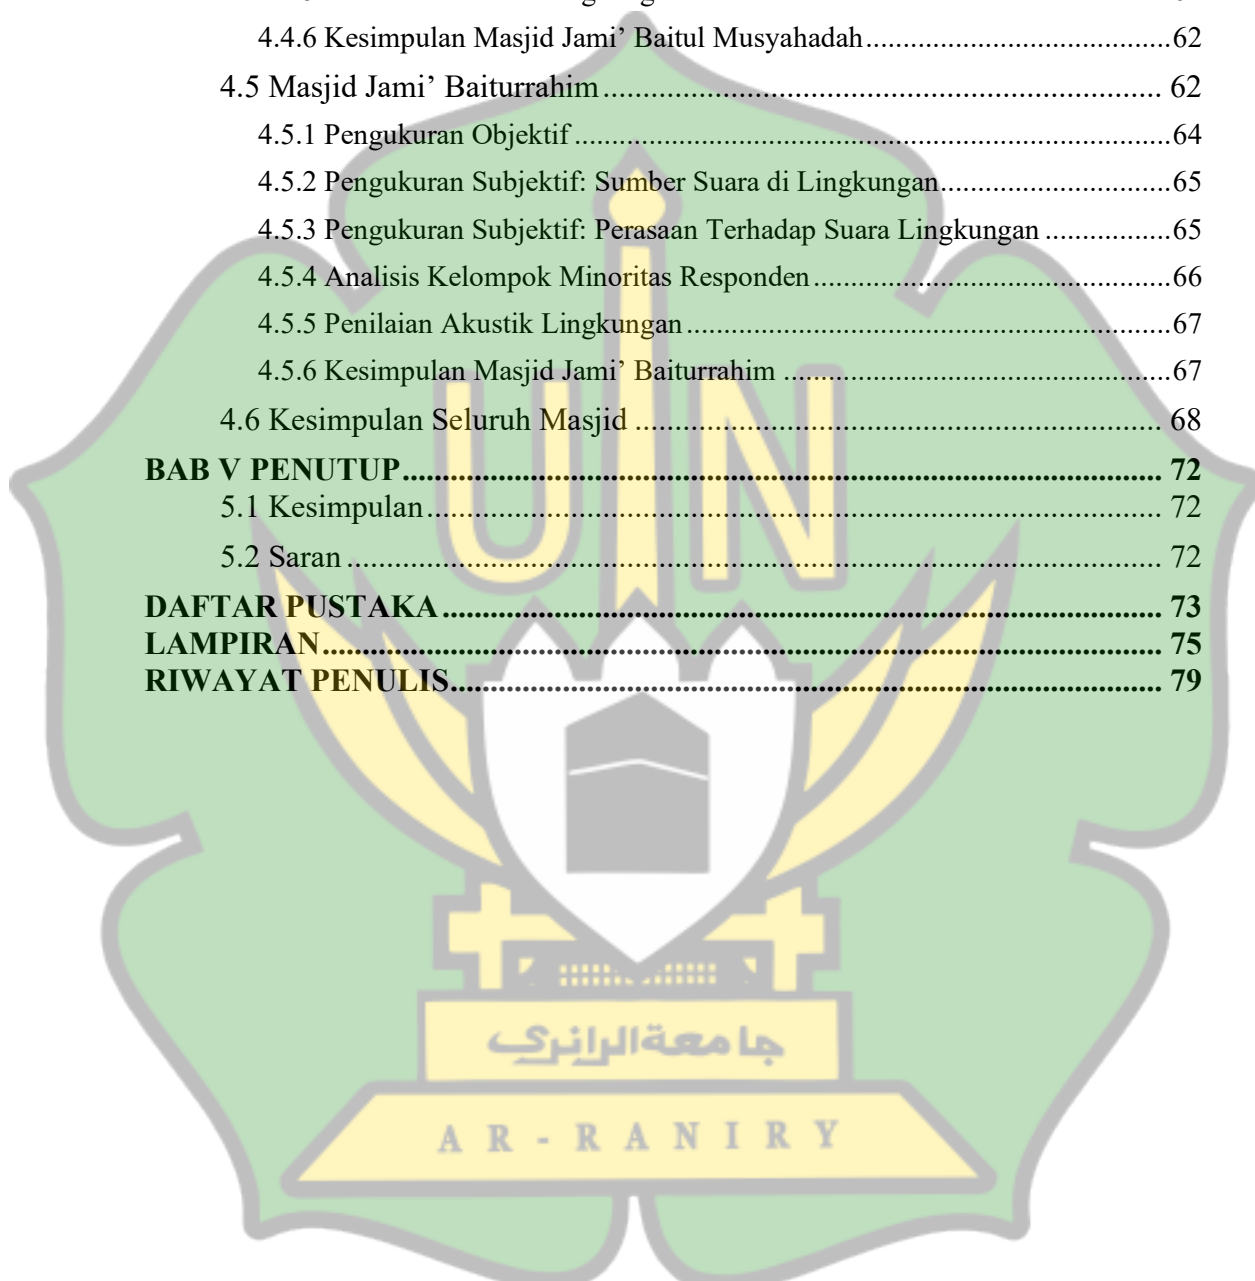 4.4.6 Kesimpulan Masjid Jami’ Baitul Musyahadah..........................................62
4.5 Masjid Jami’ Baiturrahim.......................................................................... 62
4.5.1 Pengukuran Objektif ..................................................................................64
4.5.2 Pengukuran Subjektif: Sumber Suara di Lingkungan................................65
4.5.3 Pengukuran Subjektif: Perasaan Terhadap Suara Lingkungan .................65
4.5.4 Analisis Kelompok Minoritas Responden.................................................66
4.5.5 Penilaian Akustik Lingkungan..................................................................67
4.5.6 Kesimpulan Masjid Jami’ Baiturrahim .....................................................67
4.6 Kesimpulan Seluruh Masjid ...................................................................... 68
BAB V PENUTUP........................................................................................... 72
5.1 Kesimpulan................................................................................................. 72
5.2 Saran .......................................................................................................... 72
DAFTAR PUSTAKA...................................................................................... 73
LAMPIRAN..................................................................................................... 75
RIWAYAT PENULIS...................................................................................... 79
UIN
جامعة الرانري
AR-RANIRY